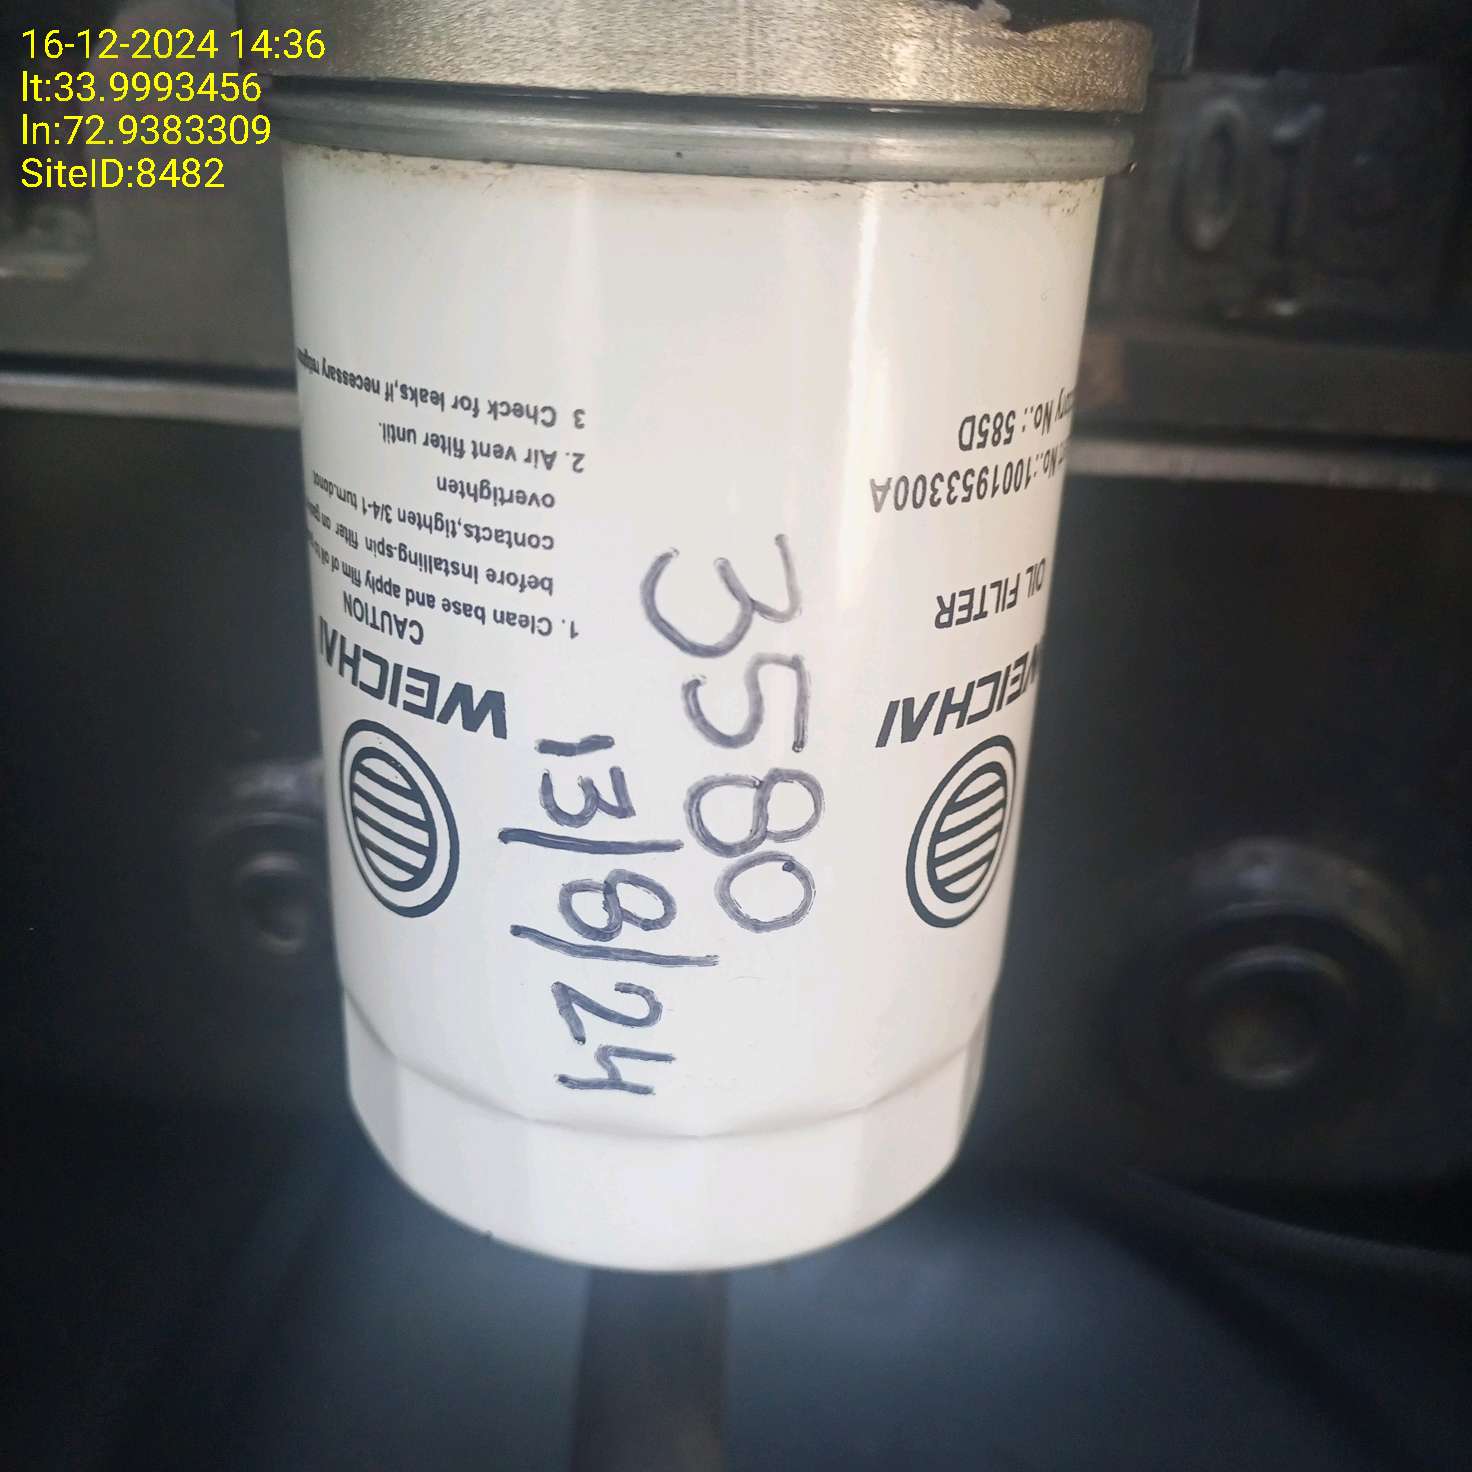 16-12-2024 14:36
lt:33.9993456
ln:72.9383309
SiteID:8482
3580
13/8/24
WEICHAI
CAUTION
1. Clean base and apply film of oil
before installing.spin filter on
contacts,tighten 3/4-1 turn.donot
overtighten
2. Air vent filter until.
3 Check for leaks,If necessary
WEICHAI
OIL FILTER
No.:1001953300A
No.: 585D
013